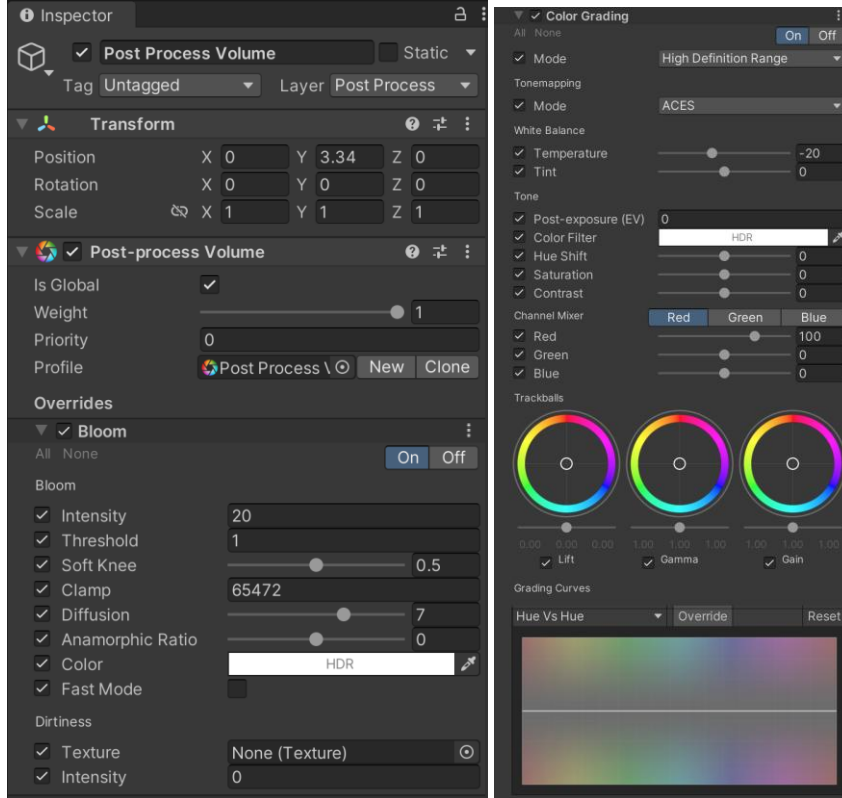 Inspector
Post Process Volume Static
Tag Untagged Layer Post Process
Transform
Position X 0 Y 3.34 Z 0
Rotation X 0 Y 0 Z 0
Scale X 1 Y 1 Z 1
Post-process Volume
Is Global
Weight 1
Priority 0
Profile Post Process \ New Clone
Overrides
Bloom
All None On Off
Bloom
Intensity 20
Threshold 1
Soft Knee 0.5
Clamp 65472
Diffusion 7
Anamorphic Ratio 0
Color HDR
Fast Mode
Dirtiness
Texture None (Texture)
Intensity 0
Color Grading
All None On Off
Mode High Definition Range
Tonemapping
Mode ACES
White Balance
Temperature -20
Tint 0
Tone
Post-exposure (EV) 0
Color Filter HDR
Hue Shift 0
Saturation 0
Contrast 0
Channel Mixer Red Green Blue
Red 100
Green 0
Blue 0
Trackballs
0.00 0.00 0.00 1.00 1.00 1.00 1.00 1.00 1.00
Lift Gamma Gain
Grading Curves
Hue Vs Hue Override Reset